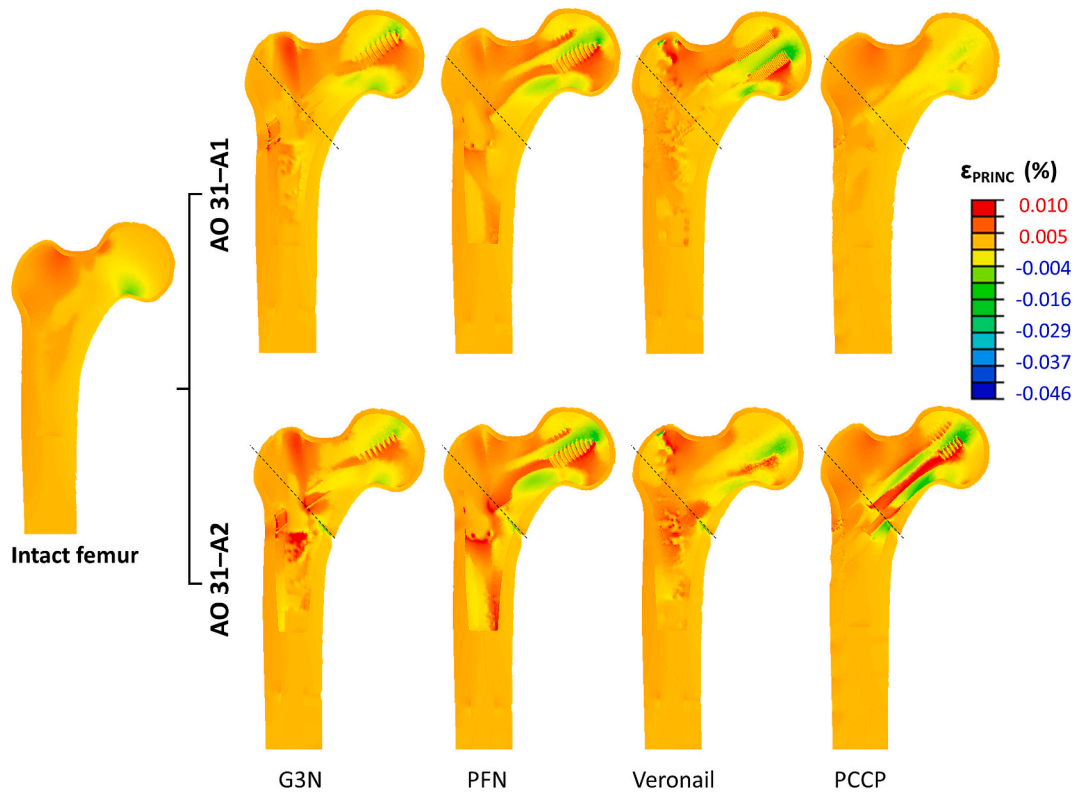 AO 31–A1
εPRINC (%)
0.010
0.005
-0.004
-0.016
-0.029
-0.037
-0.046
Intact femur
AO 31–A2
G3N PFN Veronail PCCP